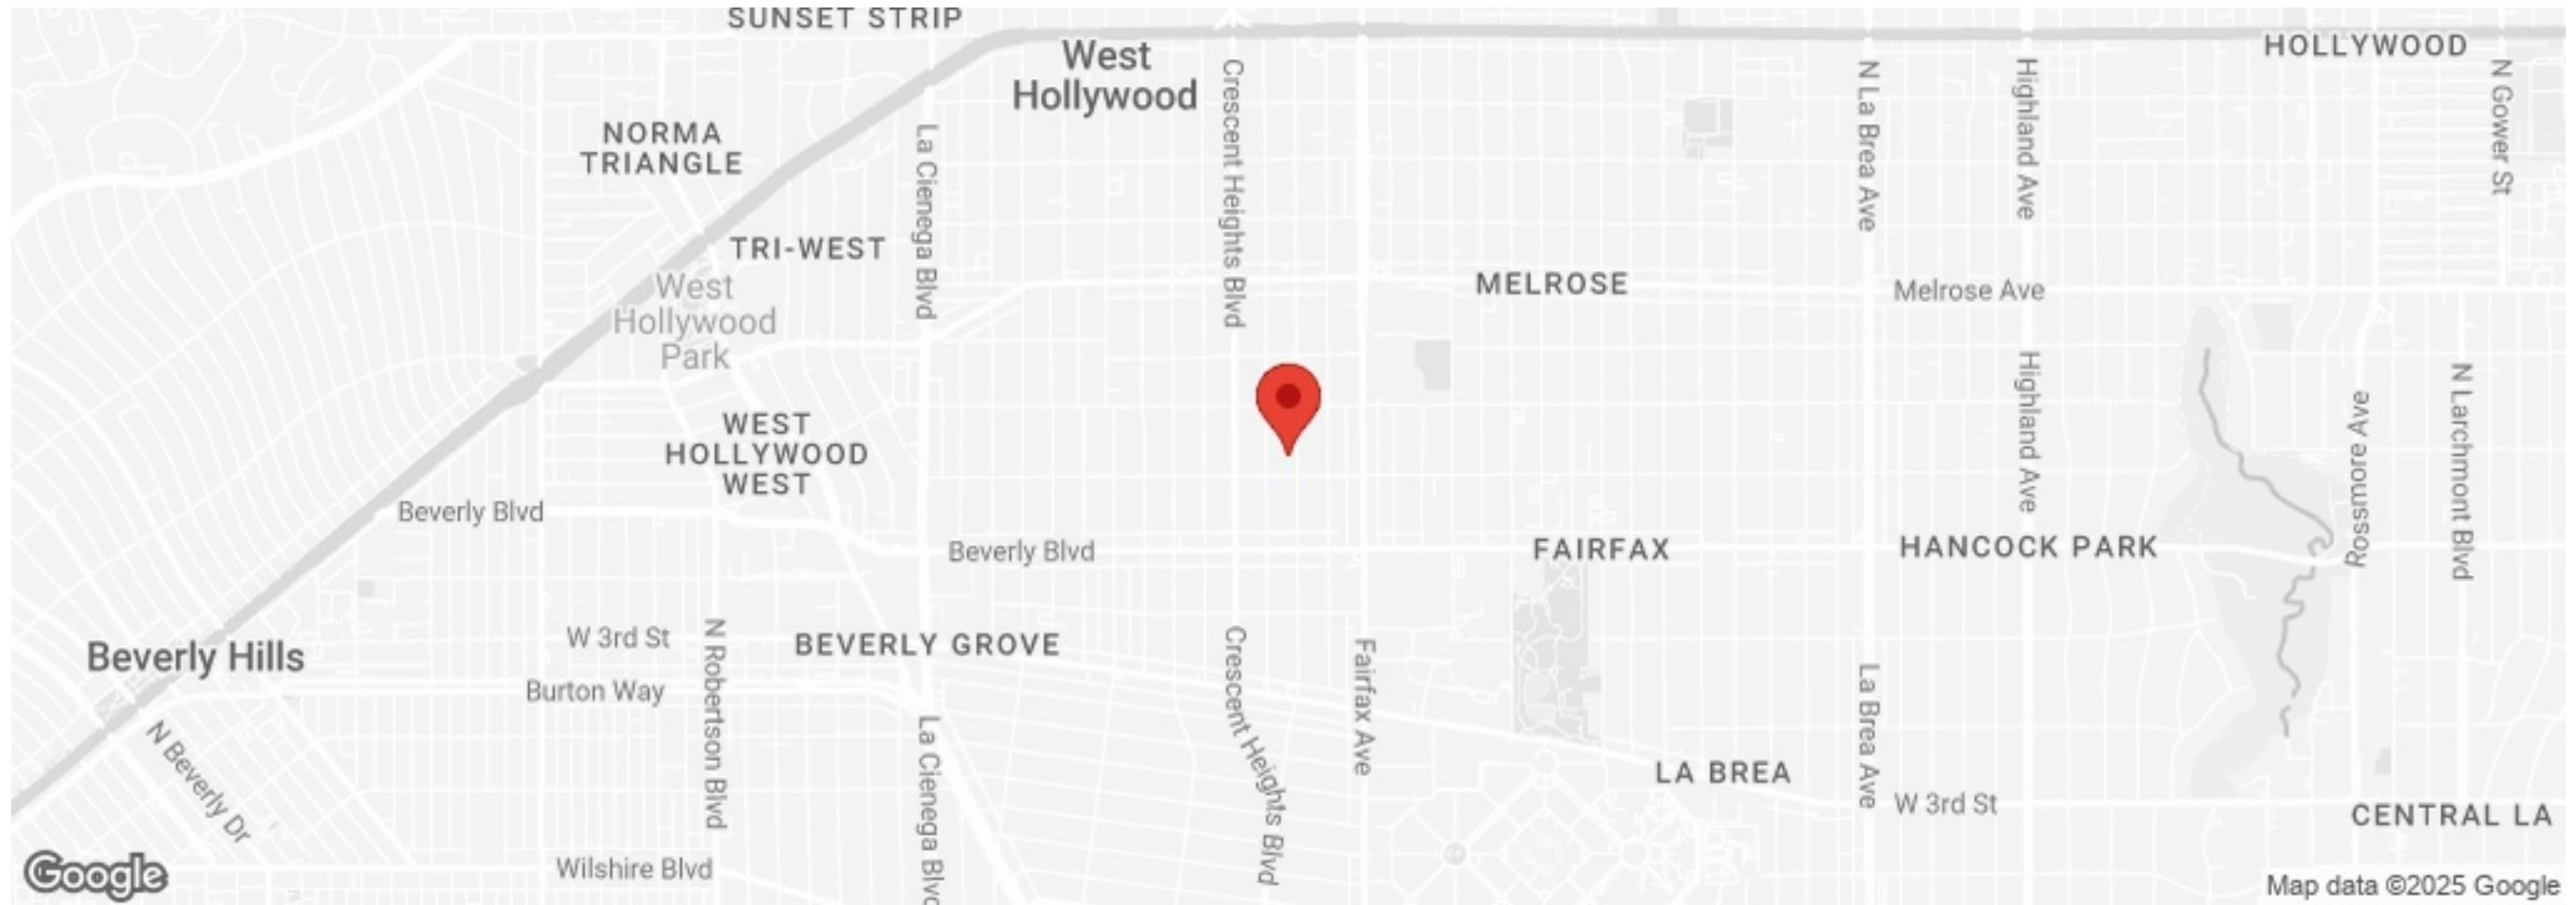 SUNSET STRIP
West
Hollywood
HOLLYWOOD
NORMA
TRIANGLE
La Cienega Blvd
Crescent Heights Blvd
N La Brea Ave
Highland Ave
N Gower St
TRI-WEST
West
Hollywood
Park
MELROSE
Melrose Ave
WEST
HOLLYWOOD
WEST
Highland Ave
Rossmore Ave
N Larchmont Blvd
Beverly Blvd
Beverly Blvd
FAIRFAX
HANCOCK PARK
Beverly Hills
W 3rd St
BEVERLY GROVE
Burton Way
N Robertson Blvd
Crescent Heights Blvd
Fairfax Ave
La Brea Ave
N Beverly Dr
La Cienega Blvd
LA BREA
W 3rd St
CENTRAL LA
Wilshire Blvd
Google
Map data ©2025 Google